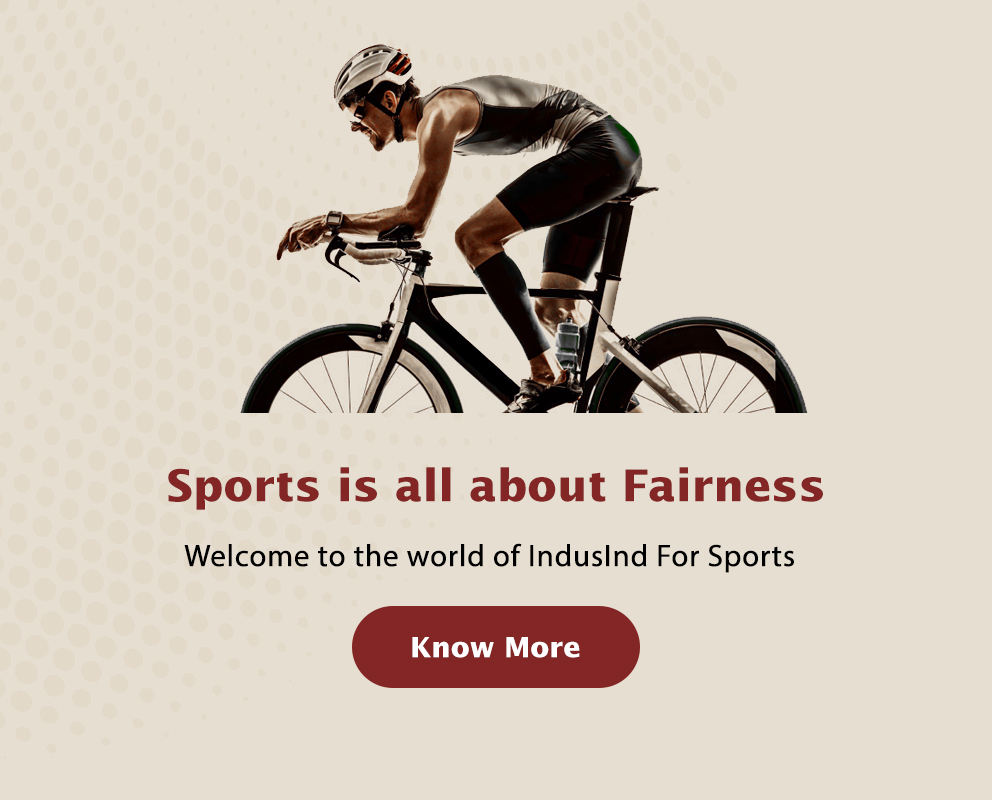 Sports is all about Fairness
Welcome to the world of IndusInd For Sports
Know More